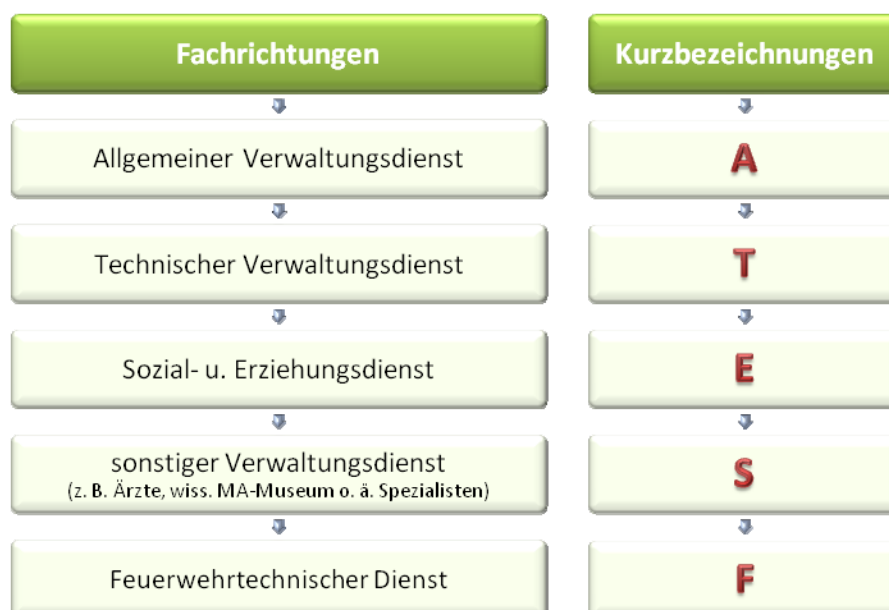 Fachrichtungen
Kurzbezeichnungen
Allgemeiner Verwaltungsdienst
A
Technischer Verwaltungsdienst
T
Sozial- u. Erziehungsdienst
E
sonstiger Verwaltungsdienst
(z. B. Ärzte, wiss. MA-Museum o. ä. Spezialisten)
S
Feuerwehrtechnischer Dienst
F